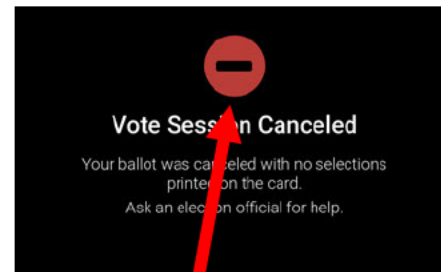 Vote Session Canceled
Your ballot was canceled with no selections
printed on the card.
Ask an election official for help.